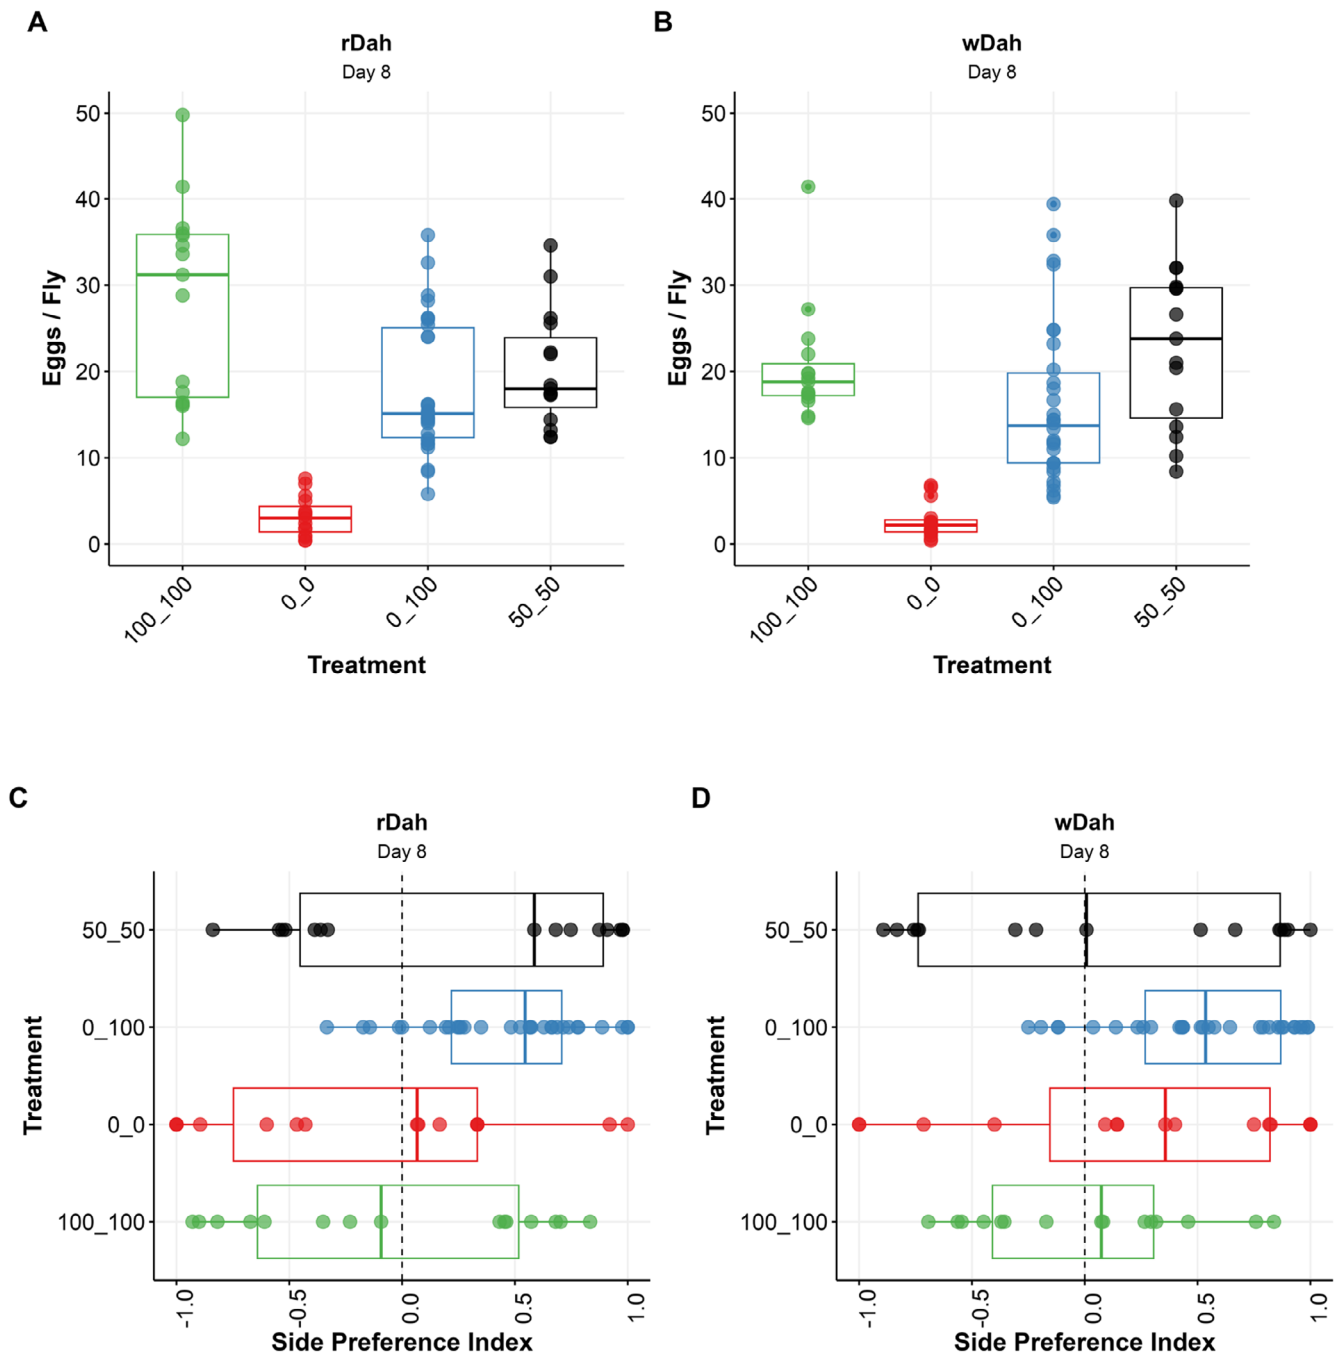 A
rDah
Day 8
Eggs / Fly
50
40
30
20
10
0
100_100
0_0
0_100
50_50
Treatment
B
wDah
Day 8
Eggs / Fly
50
40
30
20
10
0
100_100
0_0
0_100
50_50
Treatment
C
rDah
Day 8
Treatment
50_50
0_100
0_0
100_100
-1.0
-0.5
0.0
0.5
1.0
Side Preference Index
D
wDah
Day 8
Treatment
50_50
0_100
0_0
100_100
-1.0
-0.5
0.0
0.5
1.0
Side Preference Index